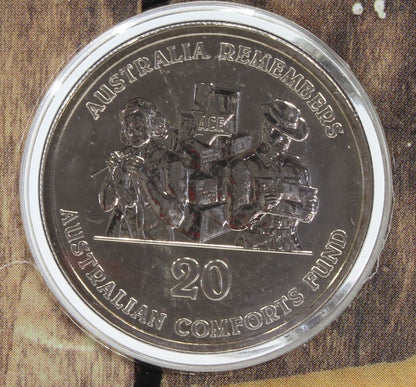 AUSTRALIA REMEMBERS
20
AUSTRALIAN COMFORTS FUND